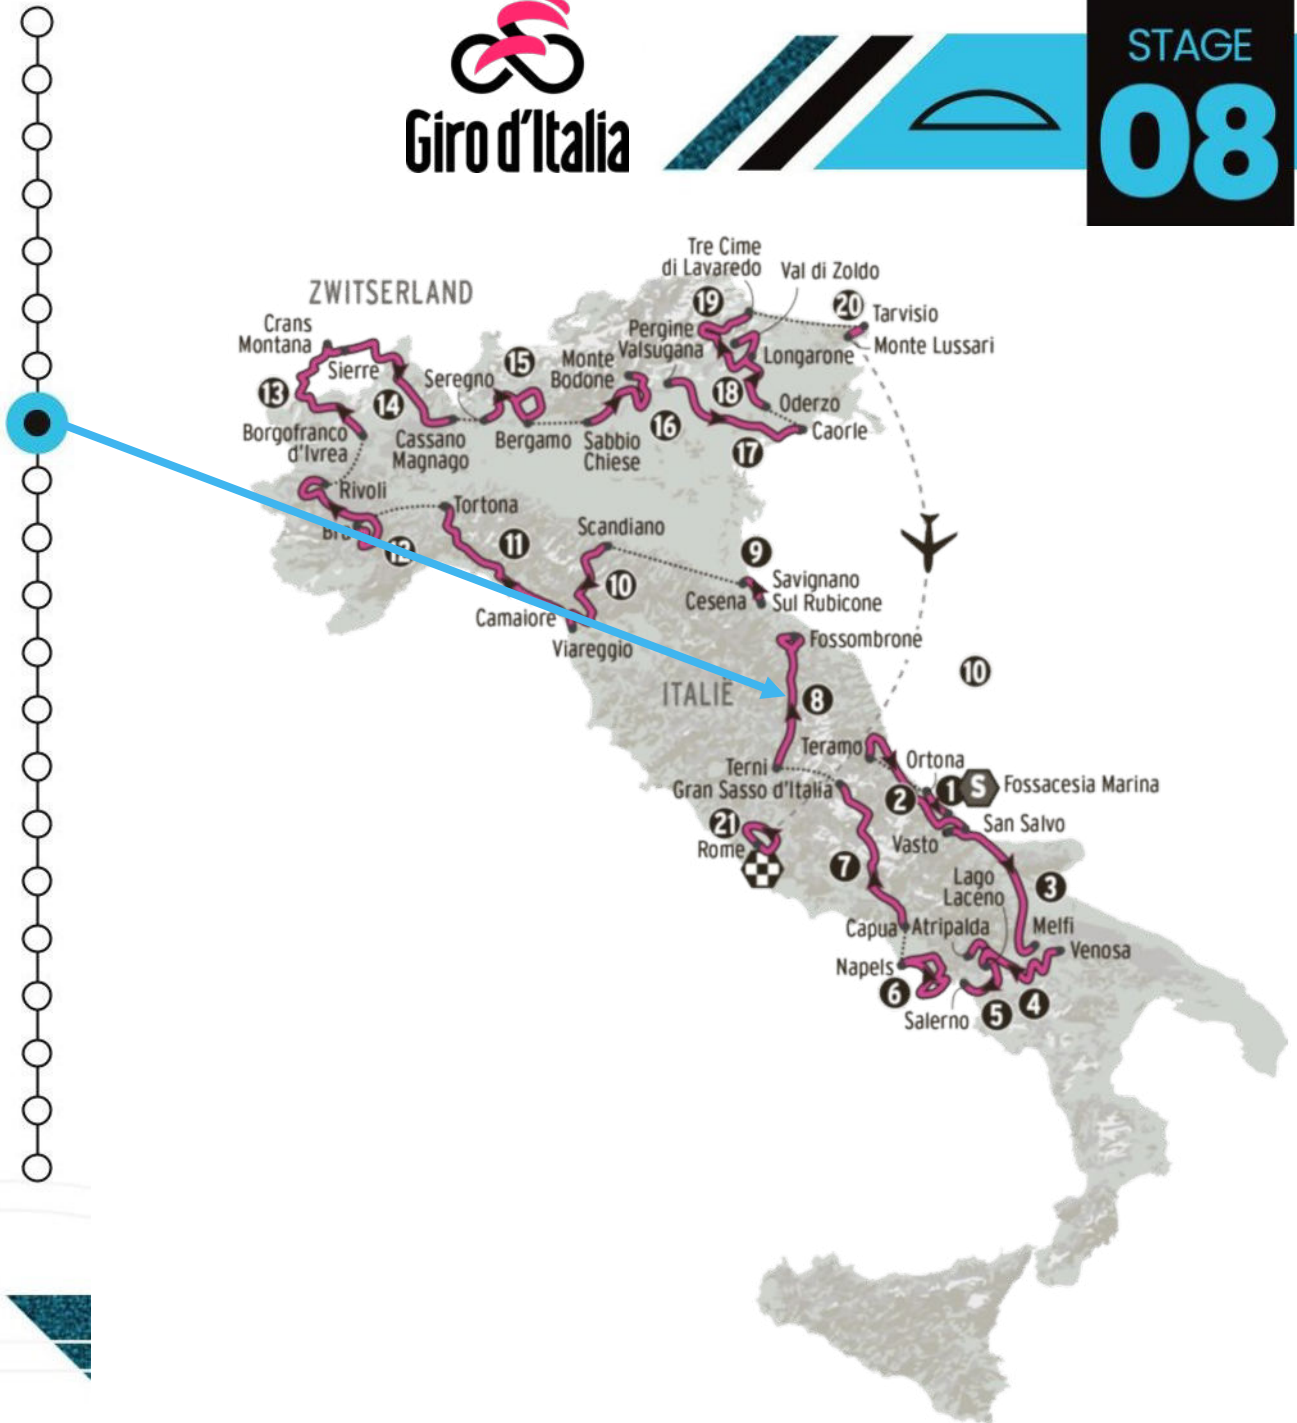 Giro d'Italia
STAGE
08
Tre Cime
di Lavaredo
Val di Zoldo
ZWITSERLAND
19
20
Tarvisio
Crans
Montana
Pergine
Valsugana
Monte Lussari
Longarone
Sierre
15
Monte
Bodone
Seregno
13
14
18
Oderzo
16
Caorle
Borgofranco
d'Ivrea
Cassano
Magnago
Bergamo
Sabbio
Chiese
17
Rivoli
Tortona
Scandiano
Bra
12
11
9
10
Savignano
Sul Rubicone
Cesena
Camaiore
Viareggio
Fossombrone
10
ITALIË
8
Teramo
Ortona
Terni
Gran Sasso d'Italia
1
S
Fossacesia Marina
2
21
Rome
San Salvo
Vasto
7
Lago
Laceno
3
Capua
Atripalda
Melfi
Venosa
Napels
6
Salerno
5
4